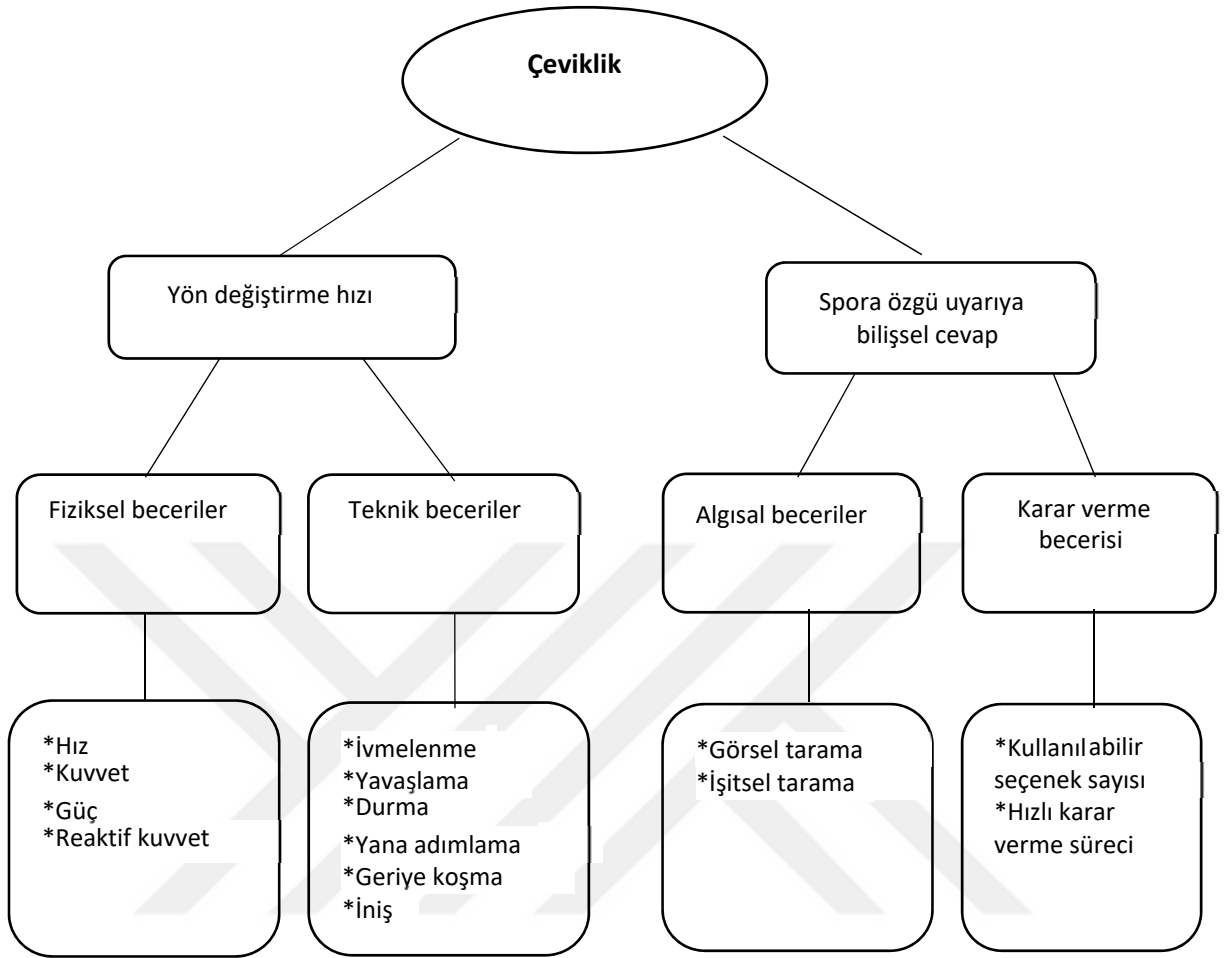 Çeviklik
Yön değiştirme hızı
Spora özgü uyarıya
bilişsel cevap
Fiziksel beceriler
Teknik beceriler
Algısal beceriler
Karar verme
becerisi
*Hız
*Kuvvet
*Güç
*Reaktif kuvvet
*İvmelenme
*Yavaşlama
*Durma
*Yana adımlama
*Geriye koşma
*İniş
*Görsel tarama
*İşitsel tarama
*Kullanılabilir
seçenek sayısı
*Hızlı karar
verme süreci